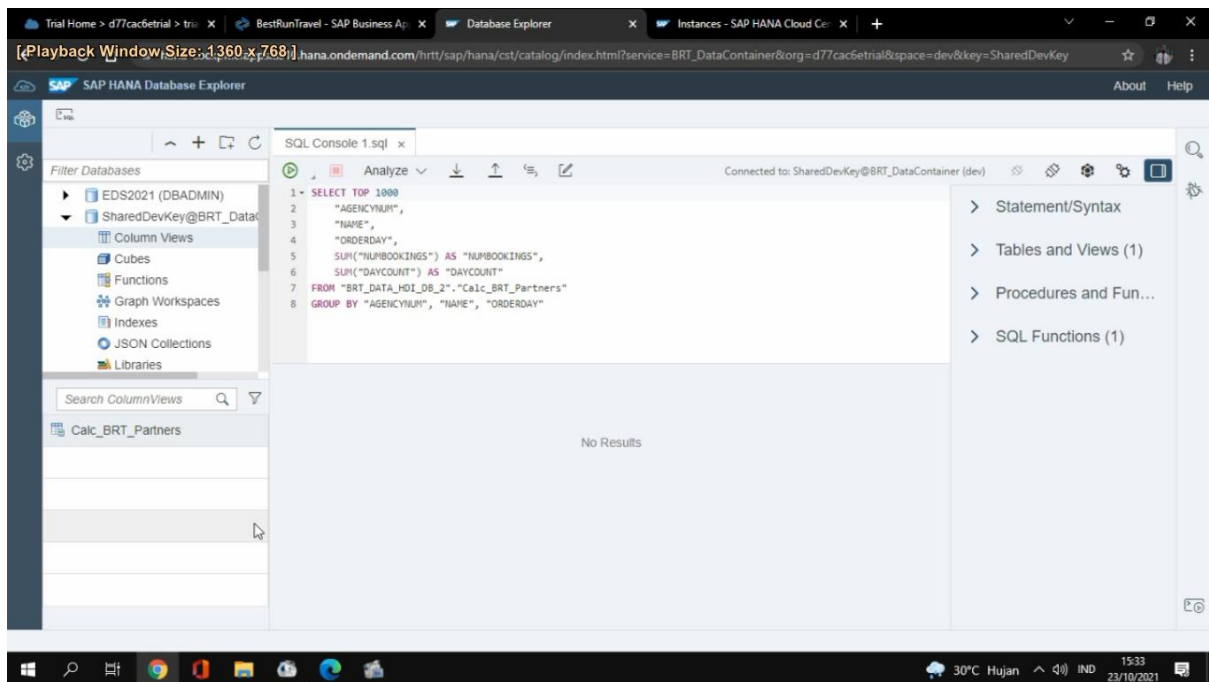 Trial Home > d77cac6etrial > tria
BestRunTravel - SAP Business Ap
Database Explorer
Instances - SAP HANA Cloud Cen
[ Playback Window Size: 1360 x 768 ]
hana.ondemand.com/hrtt/sap/hana/cst/catalog/index.html?service=BRT_DataContainer&org=d77cac6etrial&space=dev&key=SharedDevKey
SAP SAP HANA Database Explorer
About Help
SQL Console 1.sql
Filter Databases
Analyze
Connected to: SharedDevKey@BRT_DataContainer (dev)
EDS2021 (DBADMIN)
SharedDevKey@BRT_Data
Column Views
Cubes
Functions
Graph Workspaces
Indexes
JSON Collections
Libraries
1 SELECT TOP 1000
2 "AGENCYNUM",
3 "NAME",
4 "ORDERDAY",
5 SUM("NUMBOOKINGS") AS "NUMBOOKINGS",
6 SUM("DAYCOUNT") AS "DAYCOUNT"
7 FROM "BRT_DATA_HDI_DB_2"."Calc_BRT_Partners"
8 GROUP BY "AGENCYNUM", "NAME", "ORDERDAY"
Statement/Syntax
Tables and Views (1)
Procedures and Fun...
SQL Functions (1)
Search ColumnViews
Calc_BRT_Partners
No Results
30°C Hujan
IND
15:33
23/10/2021